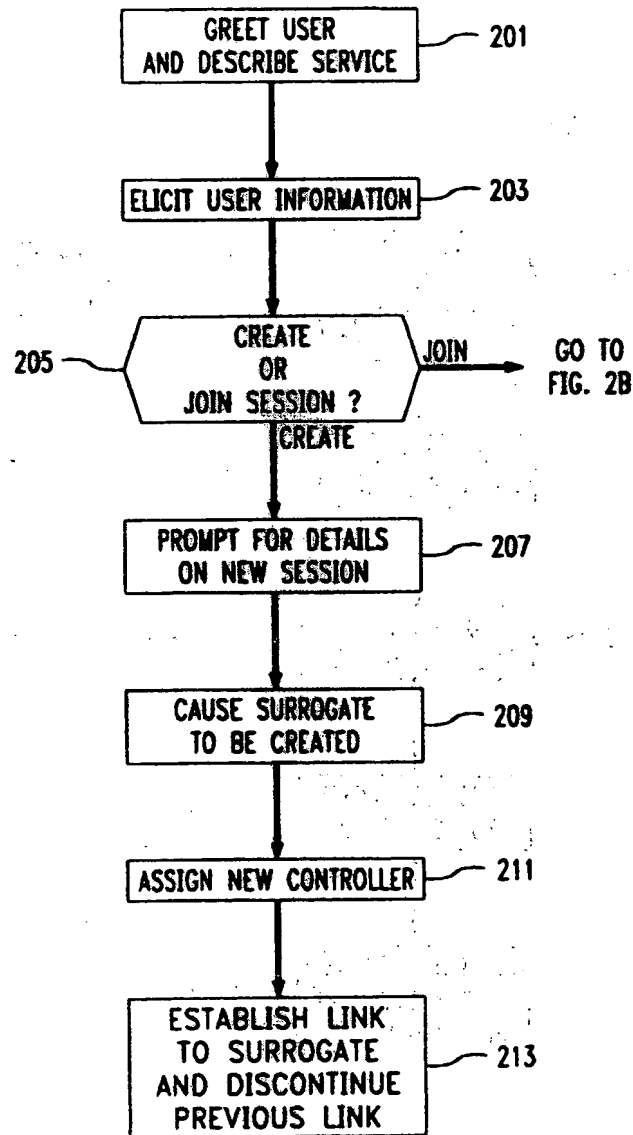 GREET USER
AND DESCRIBE SERVICE
201
ELICIT USER INFORMATION
203
205
CREATE
OR
JOIN SESSION ?
JOIN
GO TO
FIG. 2B
CREATE
PROMPT FOR DETAILS
ON NEW SESSION
207
CAUSE SURROGATE
TO BE CREATED
209
ASSIGN NEW CONTROLLER
211
ESTABLISH LINK
TO SURROGATE
AND DISCONTINUE
PREVIOUS LINK
213